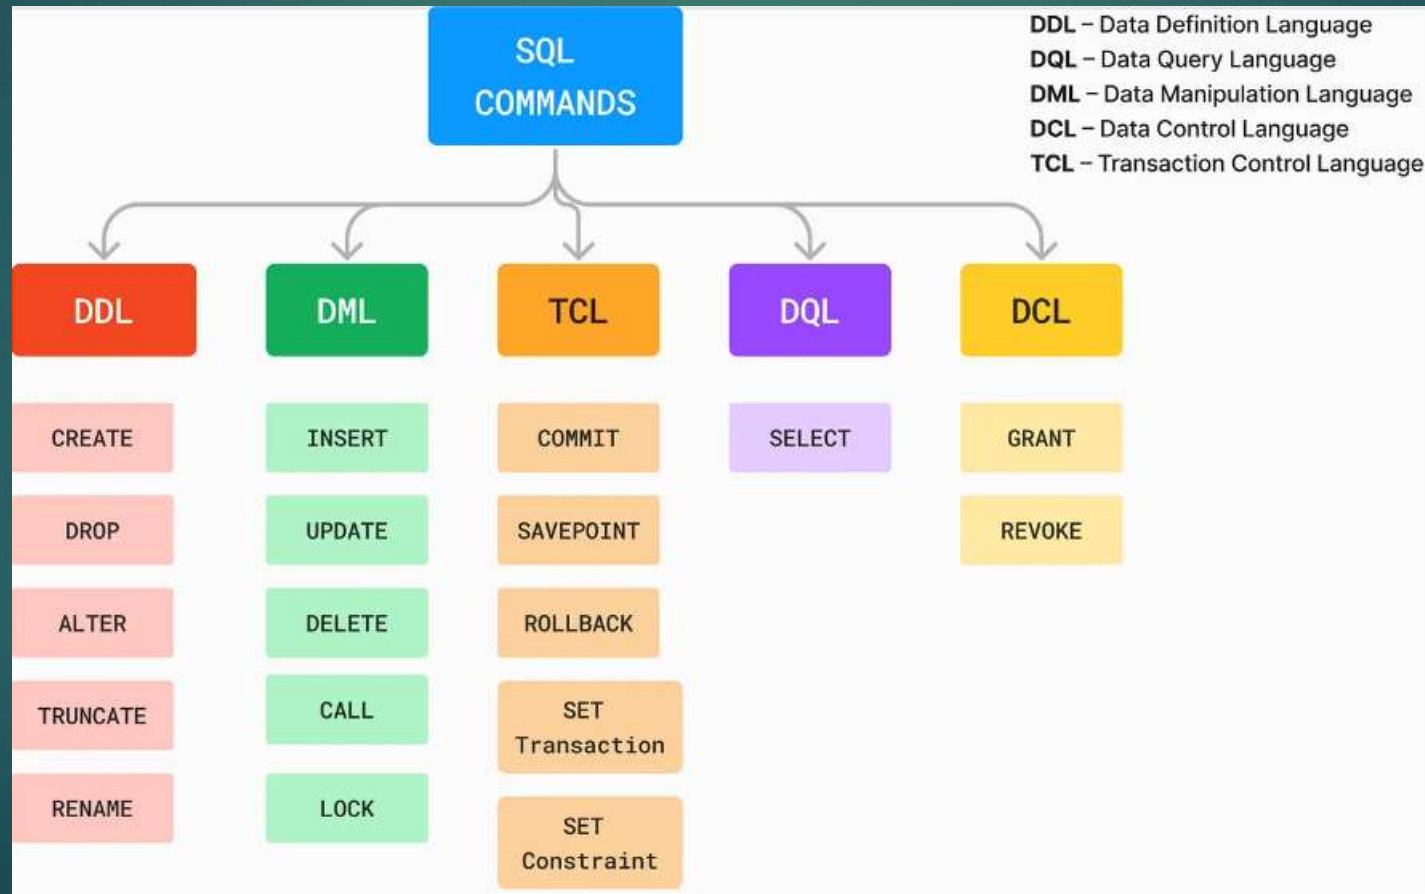 SQL
COMMANDS
DDL – Data Definition Language
DQL – Data Query Language
DML – Data Manipulation Language
DCL – Data Control Language
TCL – Transaction Control Language
DDL
DML
TCL
DQL
DCL
CREATE
INSERT
COMMIT
SELECT
GRANT
DROP
UPDATE
SAVEPOINT
REVOKE
ALTER
DELETE
ROLLBACK
TRUNCATE
CALL
SET
Transaction
RENAME
LOCK
SET
Constraint